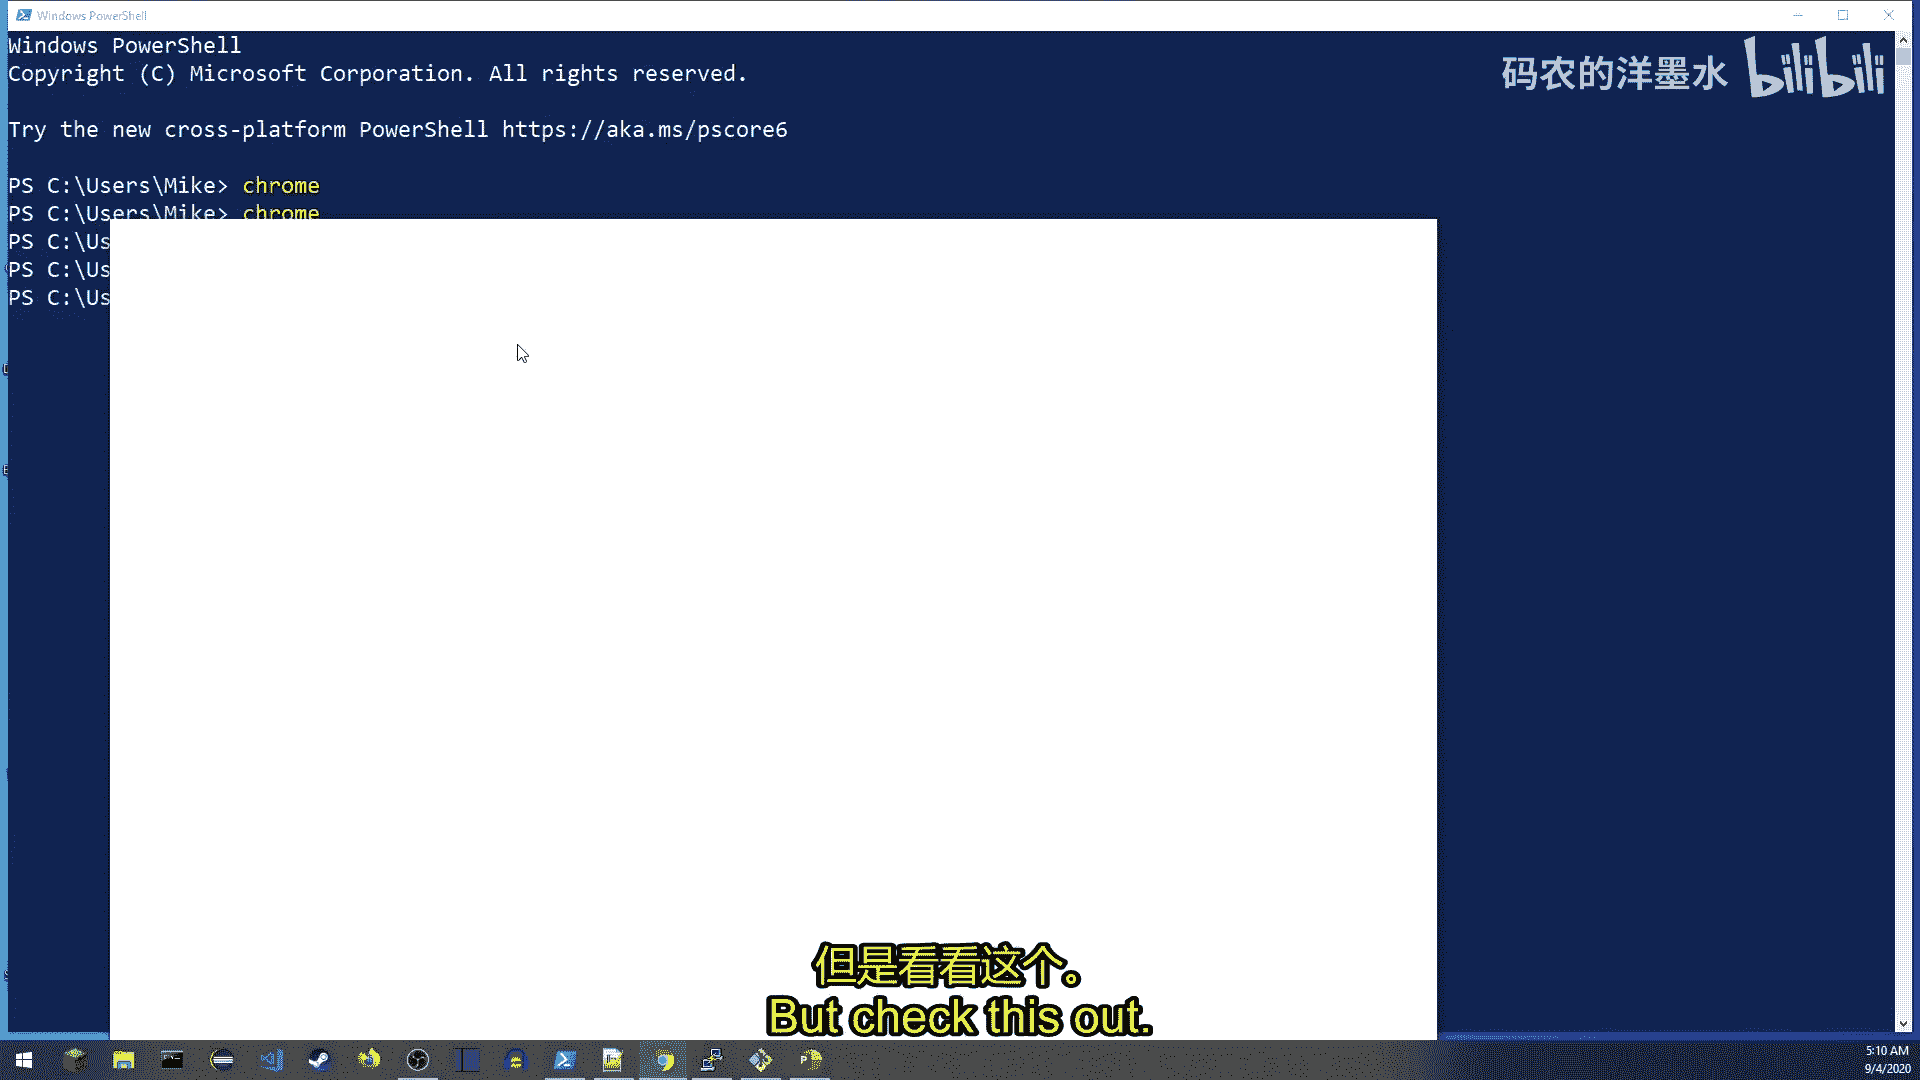 Windows PowerShell
Windows PowerShell
Copyright (C) Microsoft Corporation. All rights reserved.
码农的洋墨水 bilibili
Try the new cross-platform PowerShell https://aka.ms/pscore6
PS C:\Users\Mike> chrome
PS C:\Users\Mike> chrome
PS C:\Us
PS C:\Us
PS C:\Us
但是看看这个。
But check this out.
5:10 AM
9/4/2020